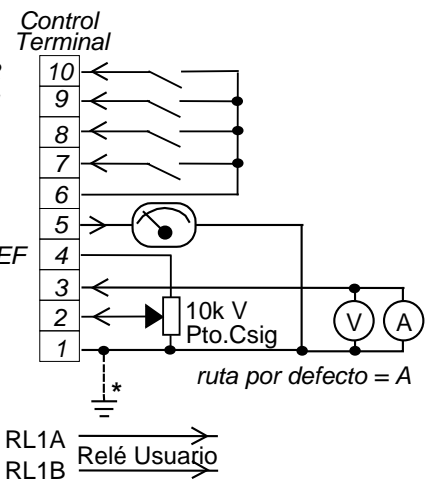 Control
Terminal
10
9
8
7
6
5
EF 4
3
2
1
10k V
Pto.Csig
V A
ruta por defecto = A
*
RL1A
Relé Usuario
RL1B